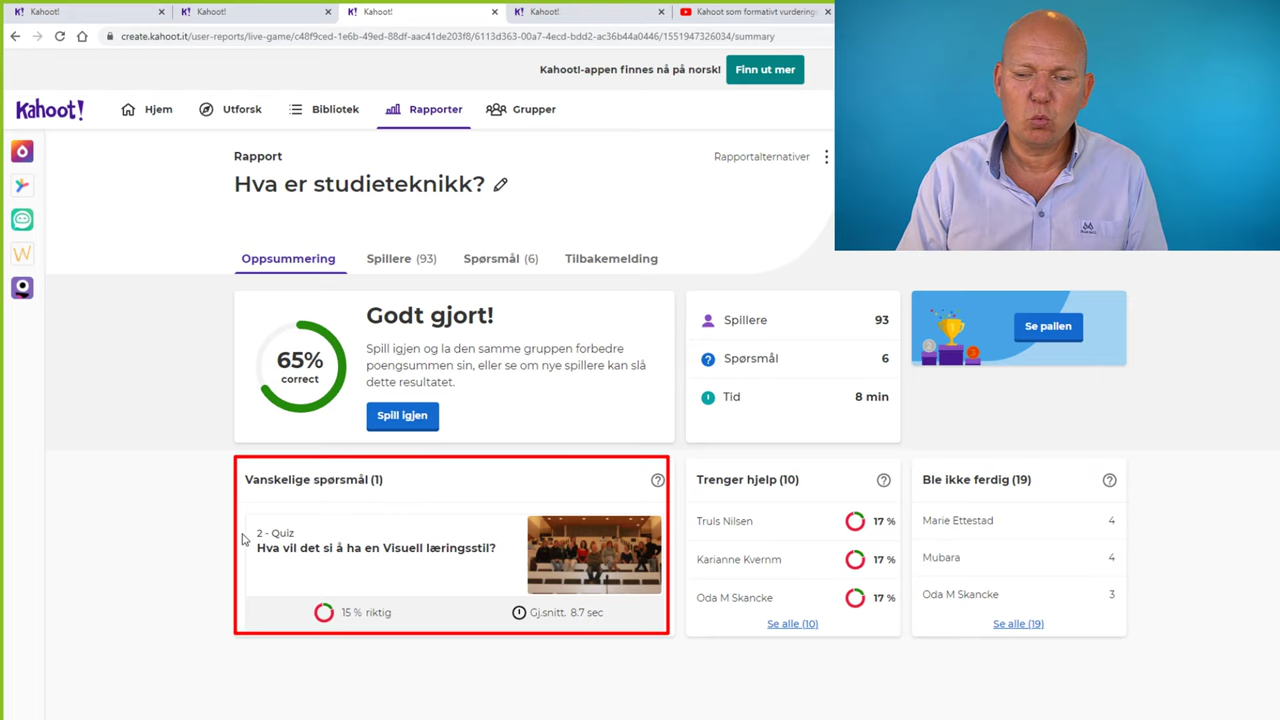 Kahoot!
Kahoot!
Kahoot!
Kahoot!
Kahoot som formativt vurdering
create.kahoot.it/user-reports/live-game/c48f9ced-1e6b-49ed-88df-aac41de203f8/6113d363-00a7-4ecd-bdd2-ac36b44a0446/1551947326034/summary
Kahoot!-appen finnes nå på norsk! Finn ut mer
Kahoot! Hjem Utforsk Bibliotek Rapporter Grupper
Rapport
Rapportalternativer
Hva er studieteknikk?
Oppsummering Spillere (93) Spørsmål (6) Tilbakemelding
65%
correct
Godt gjort!
Spill igjen og la den samme gruppen forbedre
poengsummen sin, eller se om nye spillere kan slå
dette resultatet.
Spill igjen
Spillere 93
Spørsmål 6
Tid 8 min
Se pallen
Vanskelige spørsmål (1)
2 - Quiz
Hva vil det si å ha en Visuell læringsstil?
15 % riktig
Gj.snitt. 8.7 sec
Trenger hjelp (10)
Truls Nilsen 17 %
Karianne Kvernm 17 %
Oda M Skancke 17 %
Se alle (10)
Ble ikke ferdig (19)
Marie Ettestad 4
Mubara 4
Oda M Skancke 3
Se alle (19)